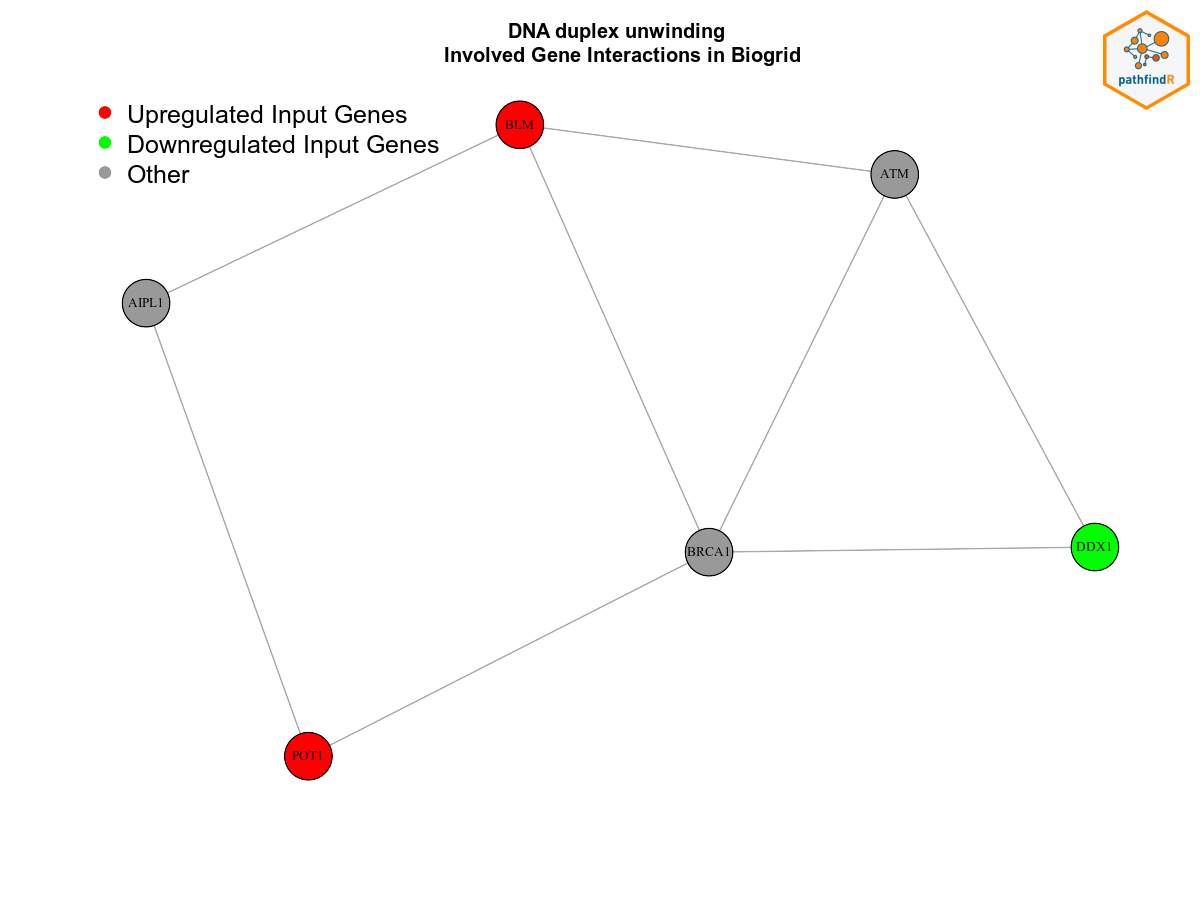 DNA duplex unwinding
Involved Gene Interactions in Biogrid
pathfindR
Upregulated Input Genes
Downregulated Input Genes
Other
BLM
ATM
AIPL1
BRCA1
DDX1
POT1